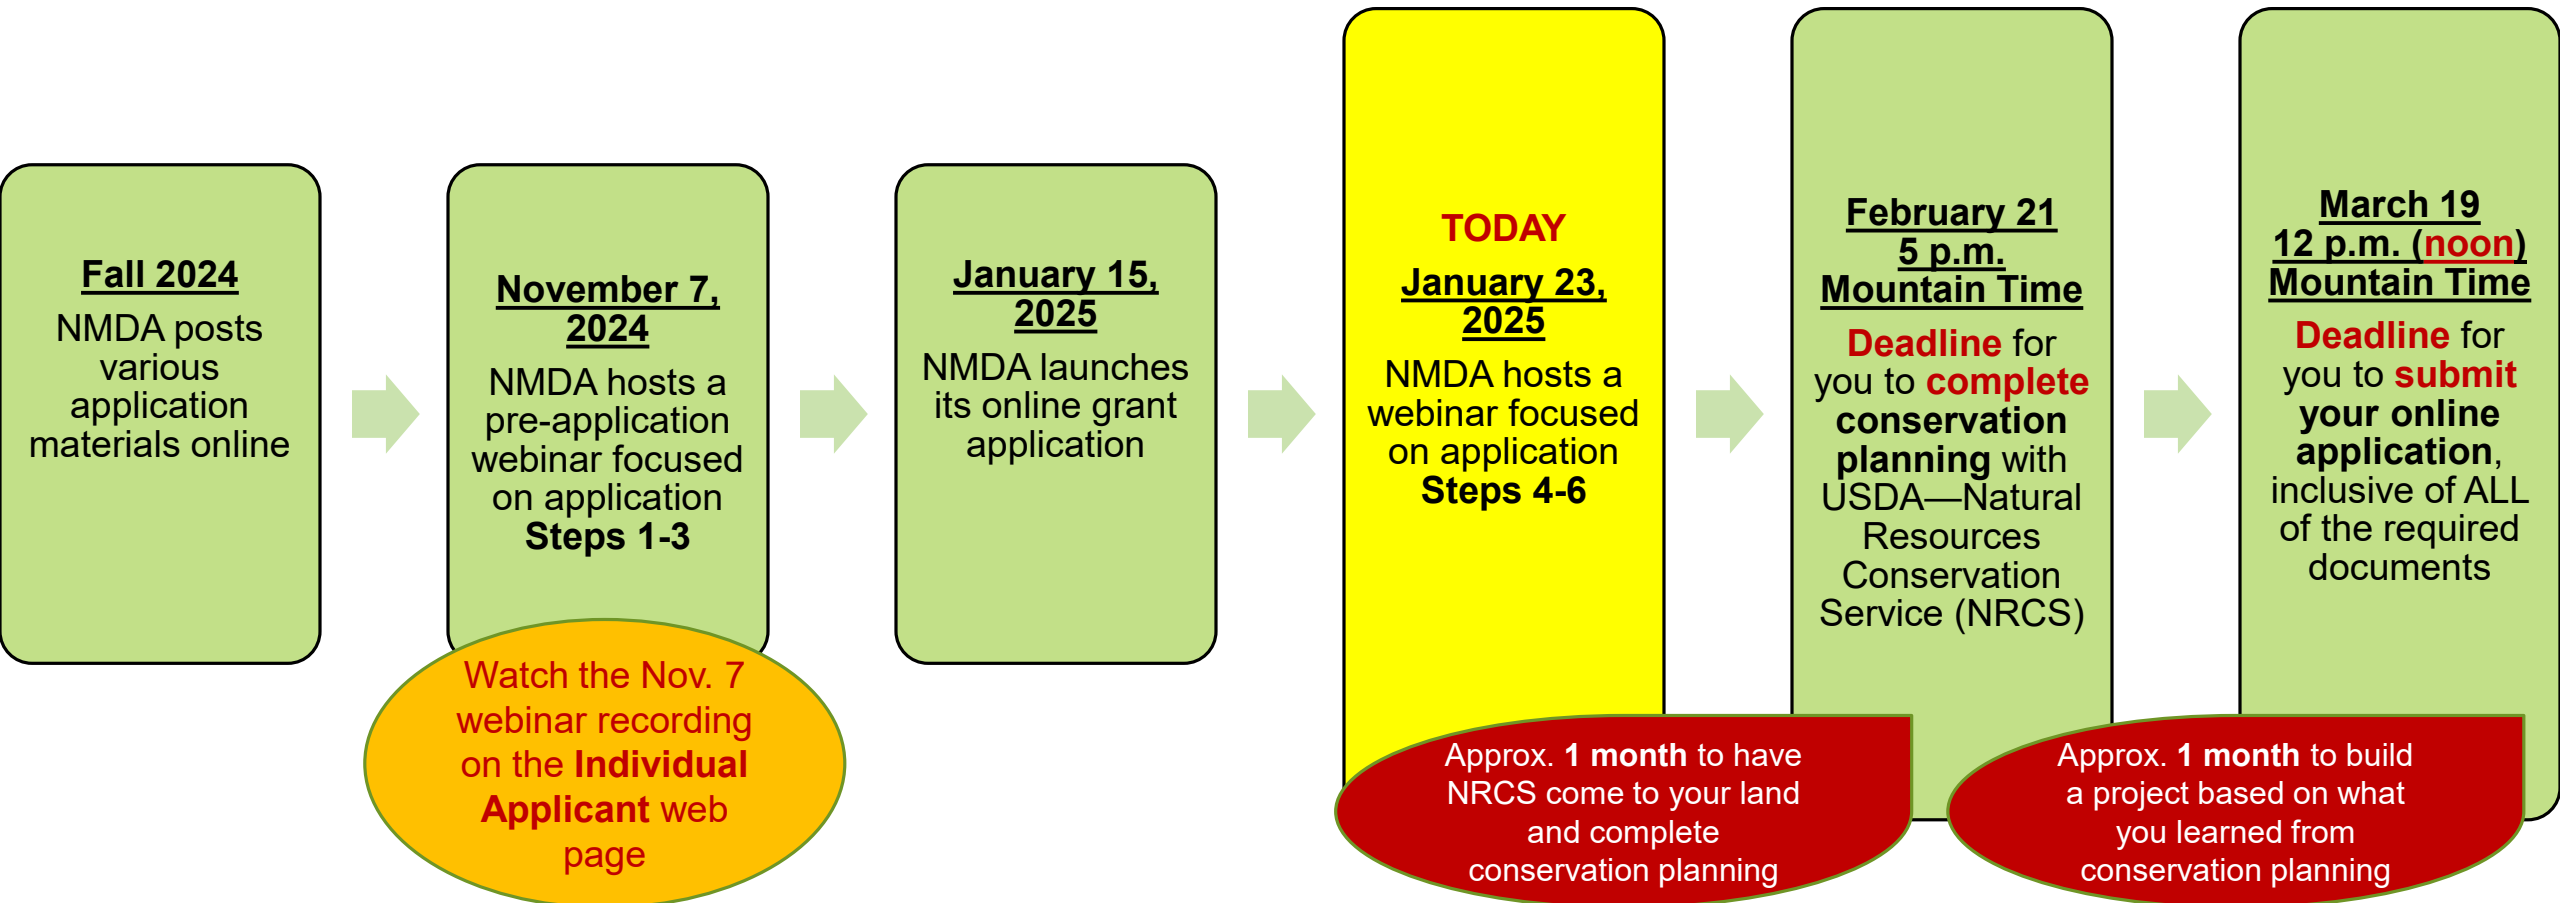 Fall 2024
NMDA posts
various
application
materials online
November 7,
2024
NMDA hosts a
pre-application
webinar focused
on application
Steps 1-3
Watch the Nov. 7
webinar recording
on the Individual
Applicant web
page
January 15,
2025
NMDA launches
its online grant
application
TODAY
January 23,
2025
NMDA hosts a
webinar focused
on application
Steps 4-6
Approx. 1 month to have
NRCS come to your land
and complete
conservation planning
February 21
5 p.m.
Mountain Time
Deadline for
you to complete
conservation
planning with
USDA—Natural
Resources
Conservation
Service (NRCS)
Approx. 1 month to build
a project based on what
you learned from
conservation planning
March 19
12 p.m. (noon)
Mountain Time
Deadline for
you to submit
your online
application,
inclusive of ALL
of the required
documents